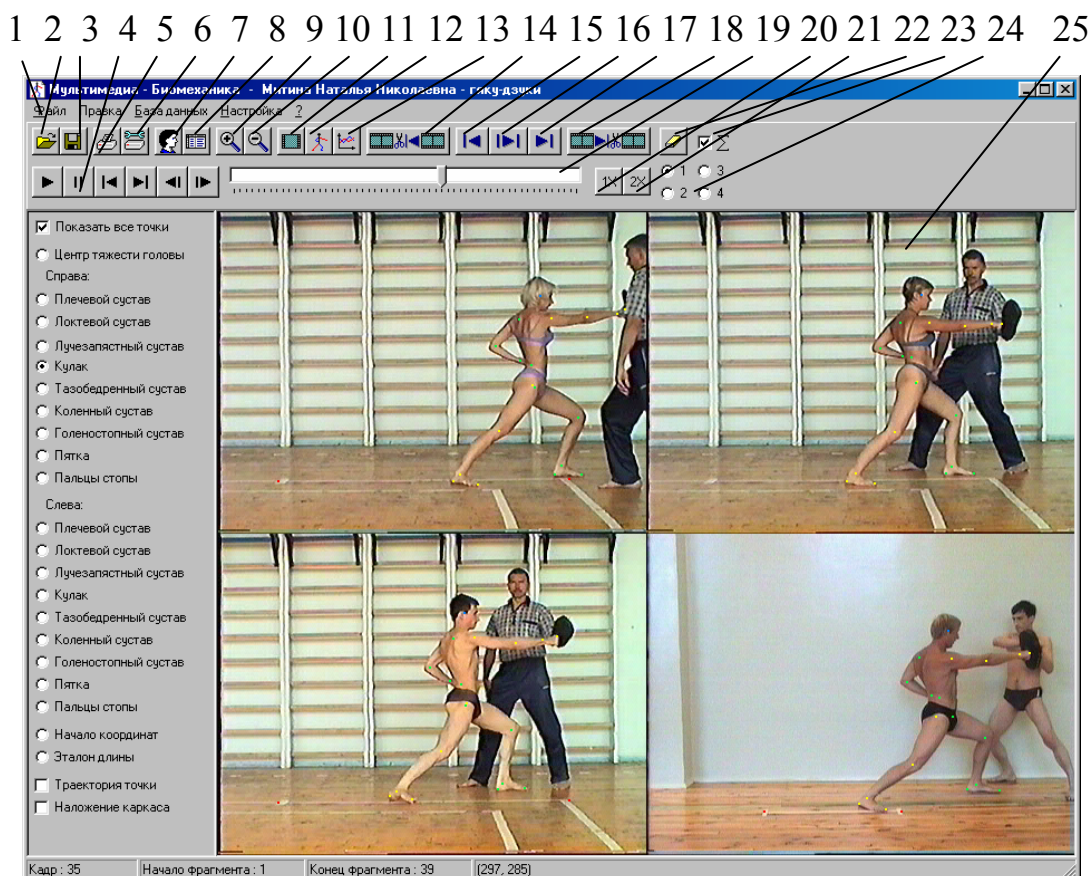 1 2 3 4 5 6 7 8 9 10 11 12 13 14 15 16 17 18 19 20 21 22 23 24 25
Мультимедиа - Биомеханика - Митина Наталья Николаевна - гяку-дзуки
Файл Правка База данных Настройка ?
Σ
1X 2X 1 3
2 4
Показать все точки
Центр тяжести головы
Справа:
Плечевой сустав
Локтевой сустав
Лучезапястный сустав
Кулак
Тазобедренный сустав
Коленный сустав
Голеностопный сустав
Пятка
Пальцы стопы
Слева:
Плечевой сустав
Локтевой сустав
Лучезапястный сустав
Кулак
Тазобедренный сустав
Коленный сустав
Голеностопный сустав
Пятка
Пальцы стопы
Начало координат
Эталон длины
Траектория точки
Наложение каркаса
Кадр : 35 Начало фрагмента : 1 Конец фрагмента : 39 (297, 285)